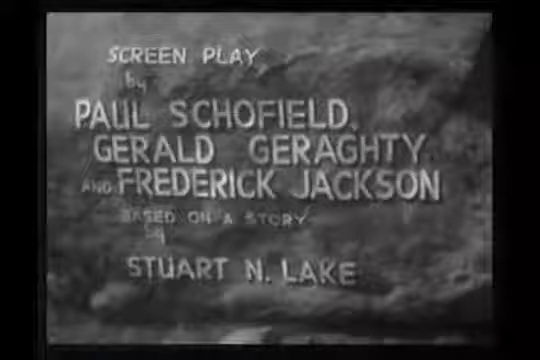 SCREEN PLAY
by
PAUL SCHOFIELD,
GERALD GERAGHTY
AND FREDERICK JACKSON
BASED ON A STORY
by
STUART N. LAKE